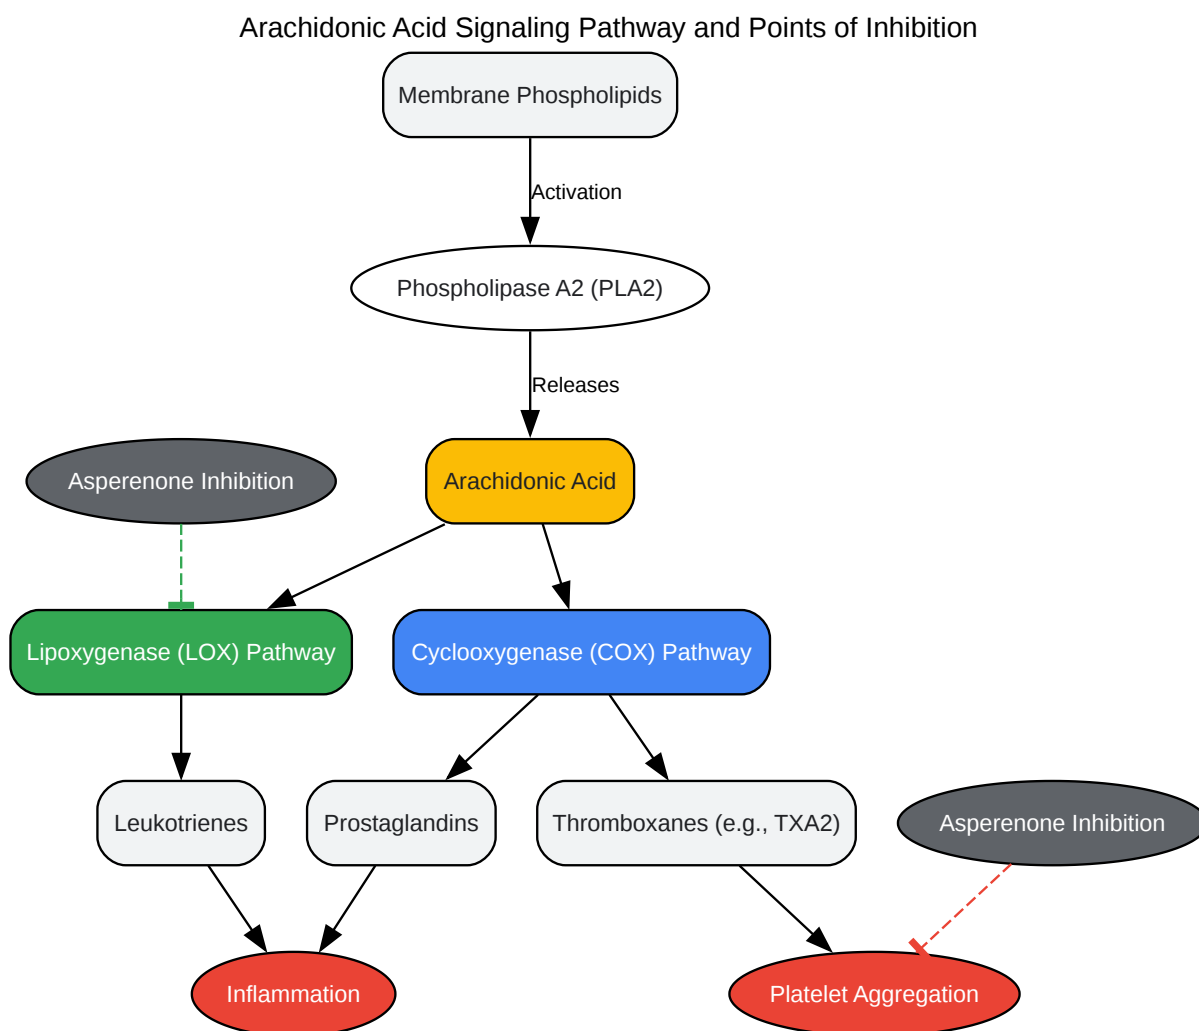 Arachidonic Acid Signaling Pathway and Points of Inhibition
Membrane Phospholipids
Activation
Phospholipase A2 (PLA2)
Releases
Asperenone Inhibition
Arachidonic Acid
Lipoxygenase (LOX) Pathway
Cyclooxygenase (COX) Pathway
Leukotrienes
Prostaglandins
Thromboxanes (e.g., TXA2)
Asperenone Inhibition
Inflammation
Platelet Aggregation